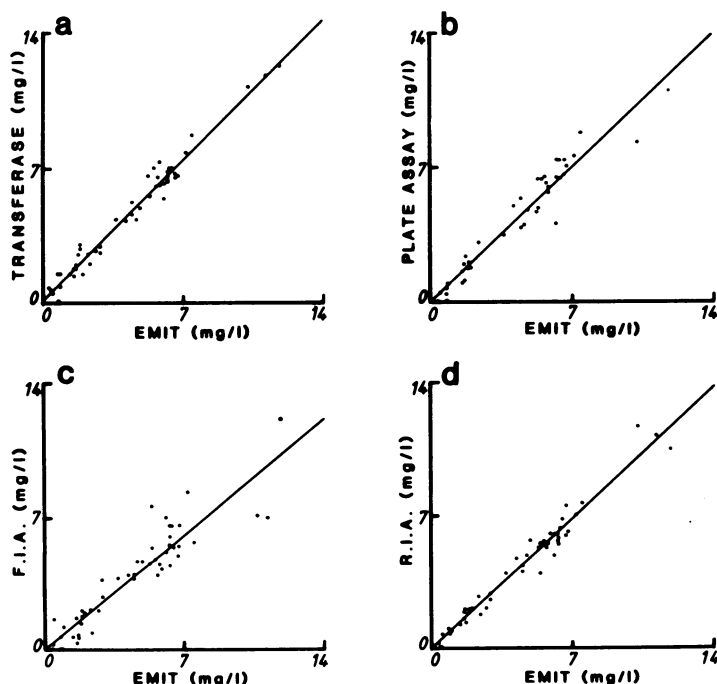 a
14
7
0
TRANSFERASE (mg/l)
0 7 14
EMIT (mg/l)
b
14
7
0
PLATE ASSAY (mg/l)
0 7 14
EMIT (mg/l)
c
14
7
0
F.I.A. (mg/l)
0 7 14
EMIT (mg/l)
d
14
7
0
R.I.A. (mg/l)
0 7 14
EMIT (mg/l)